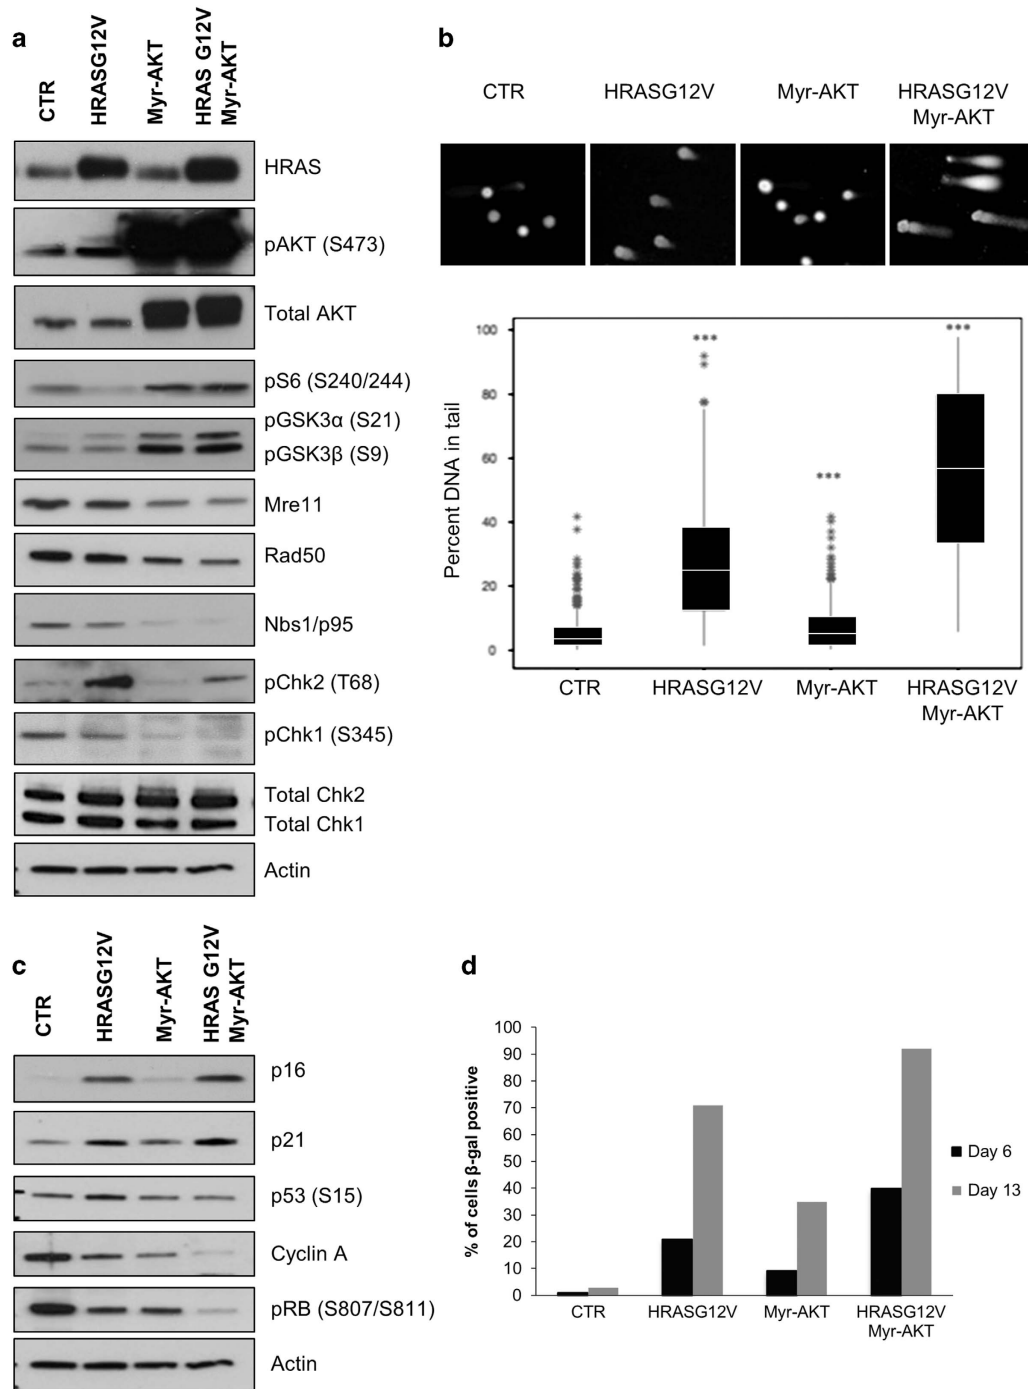 a
CTR
HRASG12V
Myr-AKT
HRAS G12V
Myr-AKT
HRAS
pAKT (S473)
Total AKT
pS6 (S240/244)
pGSK3α (S21)
pGSK3β (S9)
Mre11
Rad50
Nbs1/p95
pChk2 (T68)
pChk1 (S345)
Total Chk2
Total Chk1
Actin
b
CTR
HRASG12V
Myr-AKT
HRASG12V
Myr-AKT
Percent DNA in tail
100
80
60
40
20
0
***
***
***
CTR
HRASG12V
Myr-AKT
HRASG12V
Myr-AKT
c
CTR
HRASG12V
Myr-AKT
HRAS G12V
Myr-AKT
p16
p21
p53 (S15)
Cyclin A
pRB (S807/S811)
Actin
d
% of cells β-gal positive
100
90
80
70
60
50
40
30
20
10
0
CTR
HRASG12V
Myr-AKT
HRASG12V
Myr-AKT
Day 6
Day 13